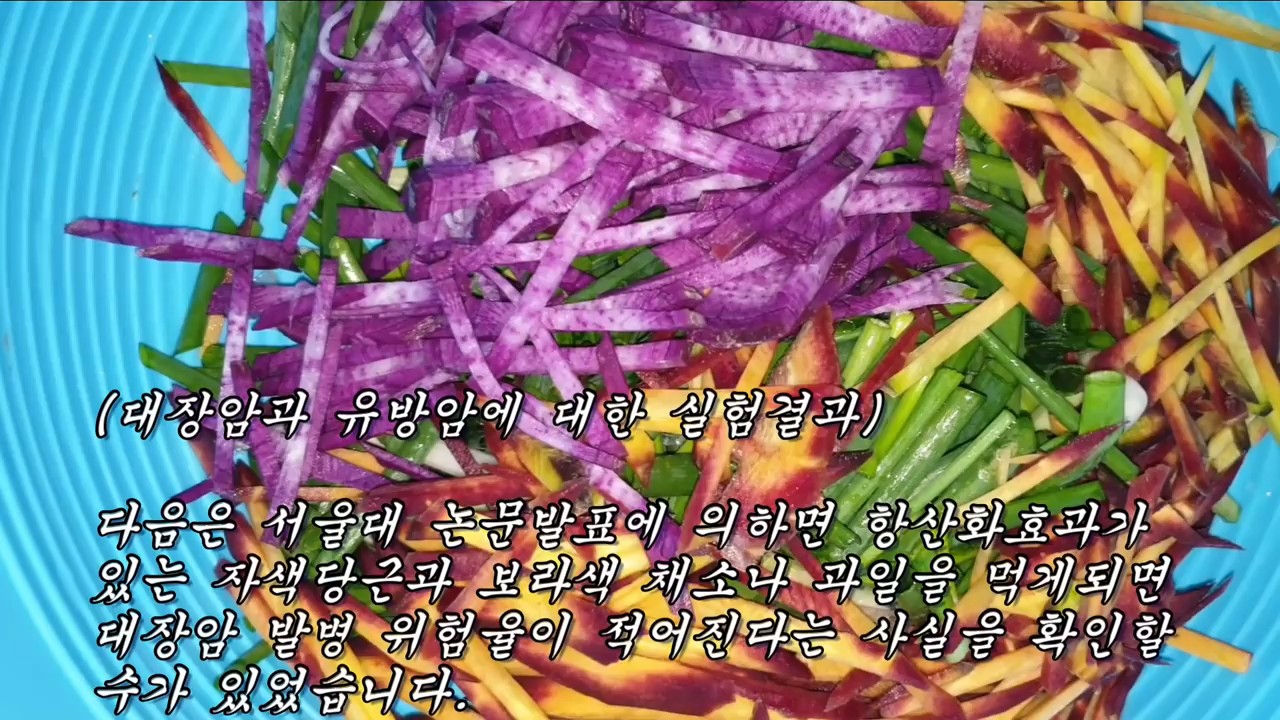 (대장암과 유방암에 대한 실험결과)
다음은 서울대 논문발표에 의하면 항산화효과가
있는 자색당근과 보라색 채소나 과일을 먹게되면
대장암 발병 위험율이 적어진다는 사실을 확인할
수가 있었습니다.